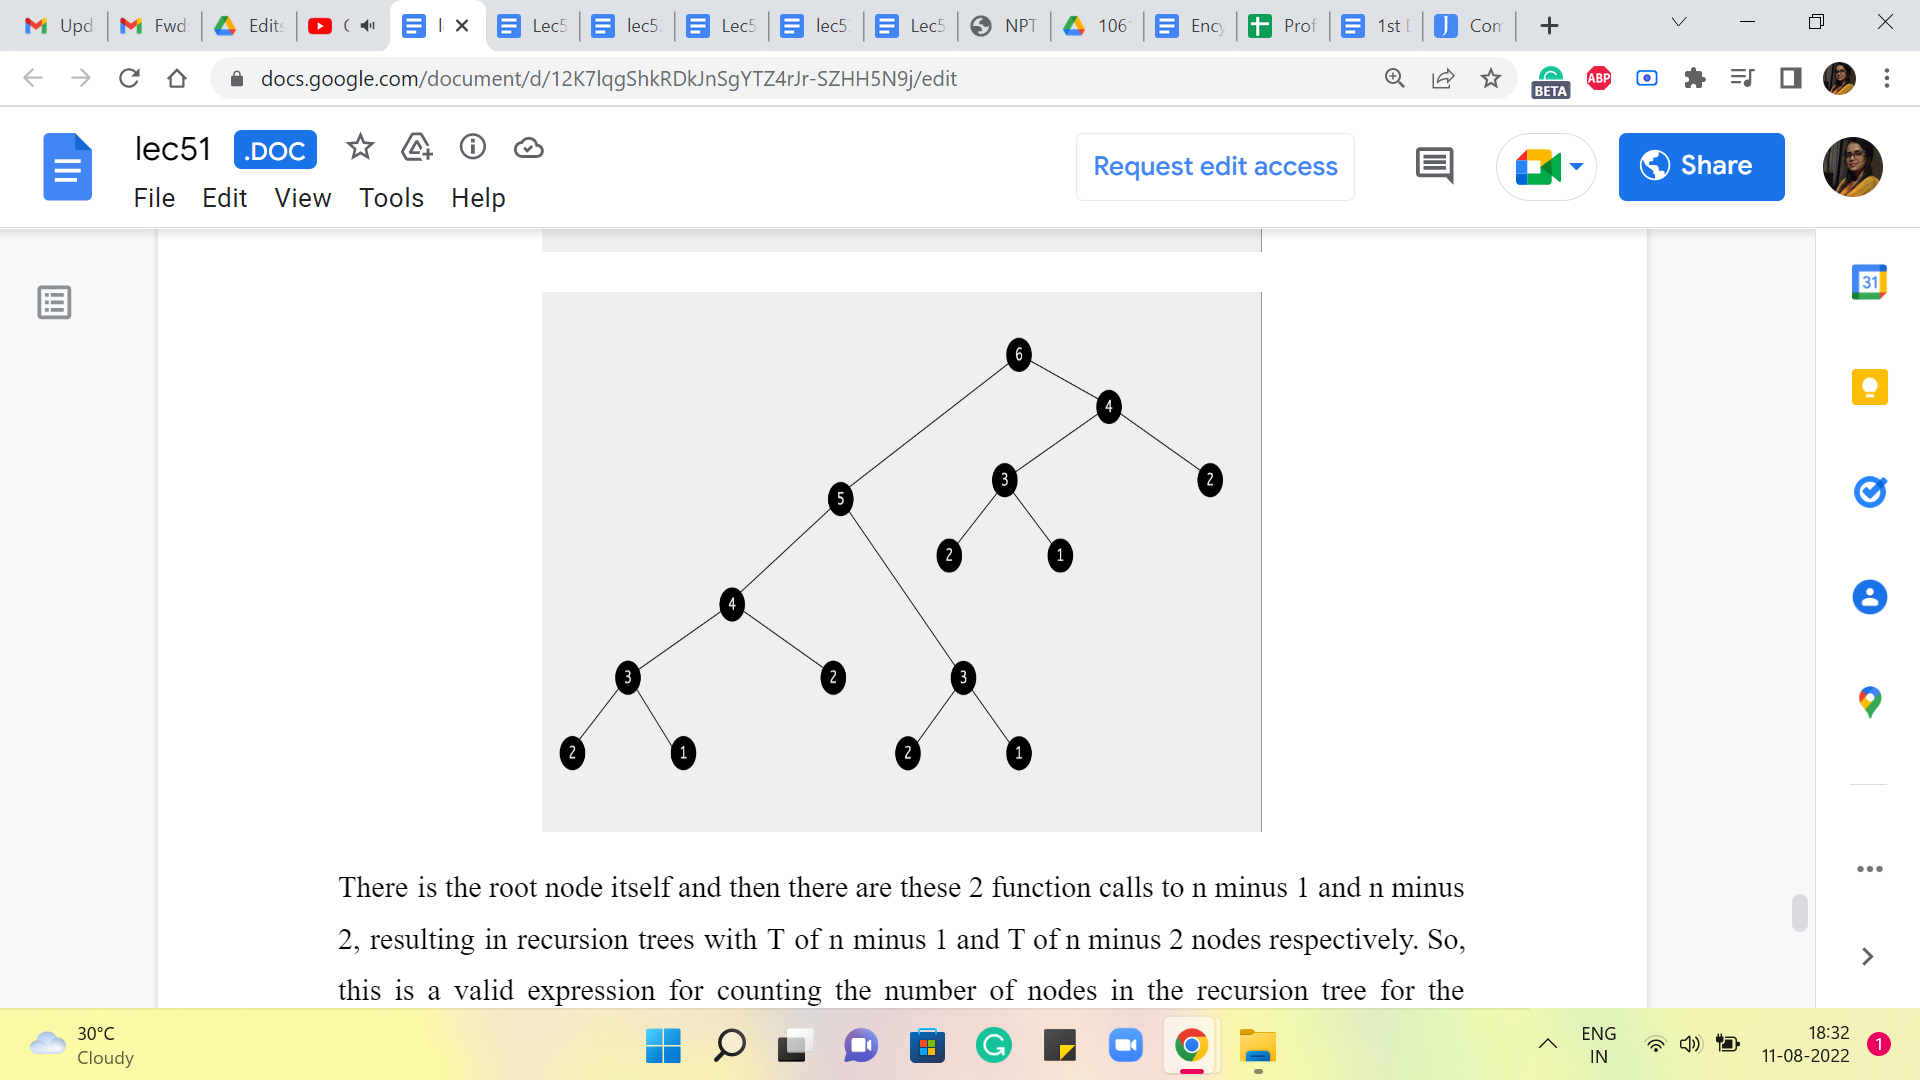 Upd
Fwd
Edits
(
l
Lec5
lec5
Lec5
lec5
Lec5
NPT
106
Ency
Prof
1st
Con
docs.google.com/document/d/12K7lqgShkRDkJnSgYTZ4rJr-SZHH5N9j/edit
BETA
ABP
lec51 .DOC
File Edit View Tools Help
Request edit access
Share
31
6
4
3
2
5
2
1
4
3
2
3
2
1
2
1
There is the root node itself and then there are these 2 function calls to n minus 1 and n minus
2, resulting in recursion trees with T of n minus 1 and T of n minus 2 nodes respectively. So,
this is a valid expression for counting the number of nodes in the recursion tree for the
30°C
Cloudy
ENG
IN
18:32
11-08-2022
1